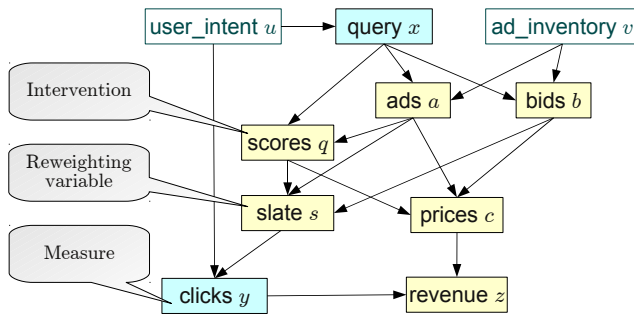 user_intent u
query x
ad_inventory v
Intervention
ads a
bids b
scores q
Reweighting
variable
slate s
prices c
Measure
clicks y
revenue z